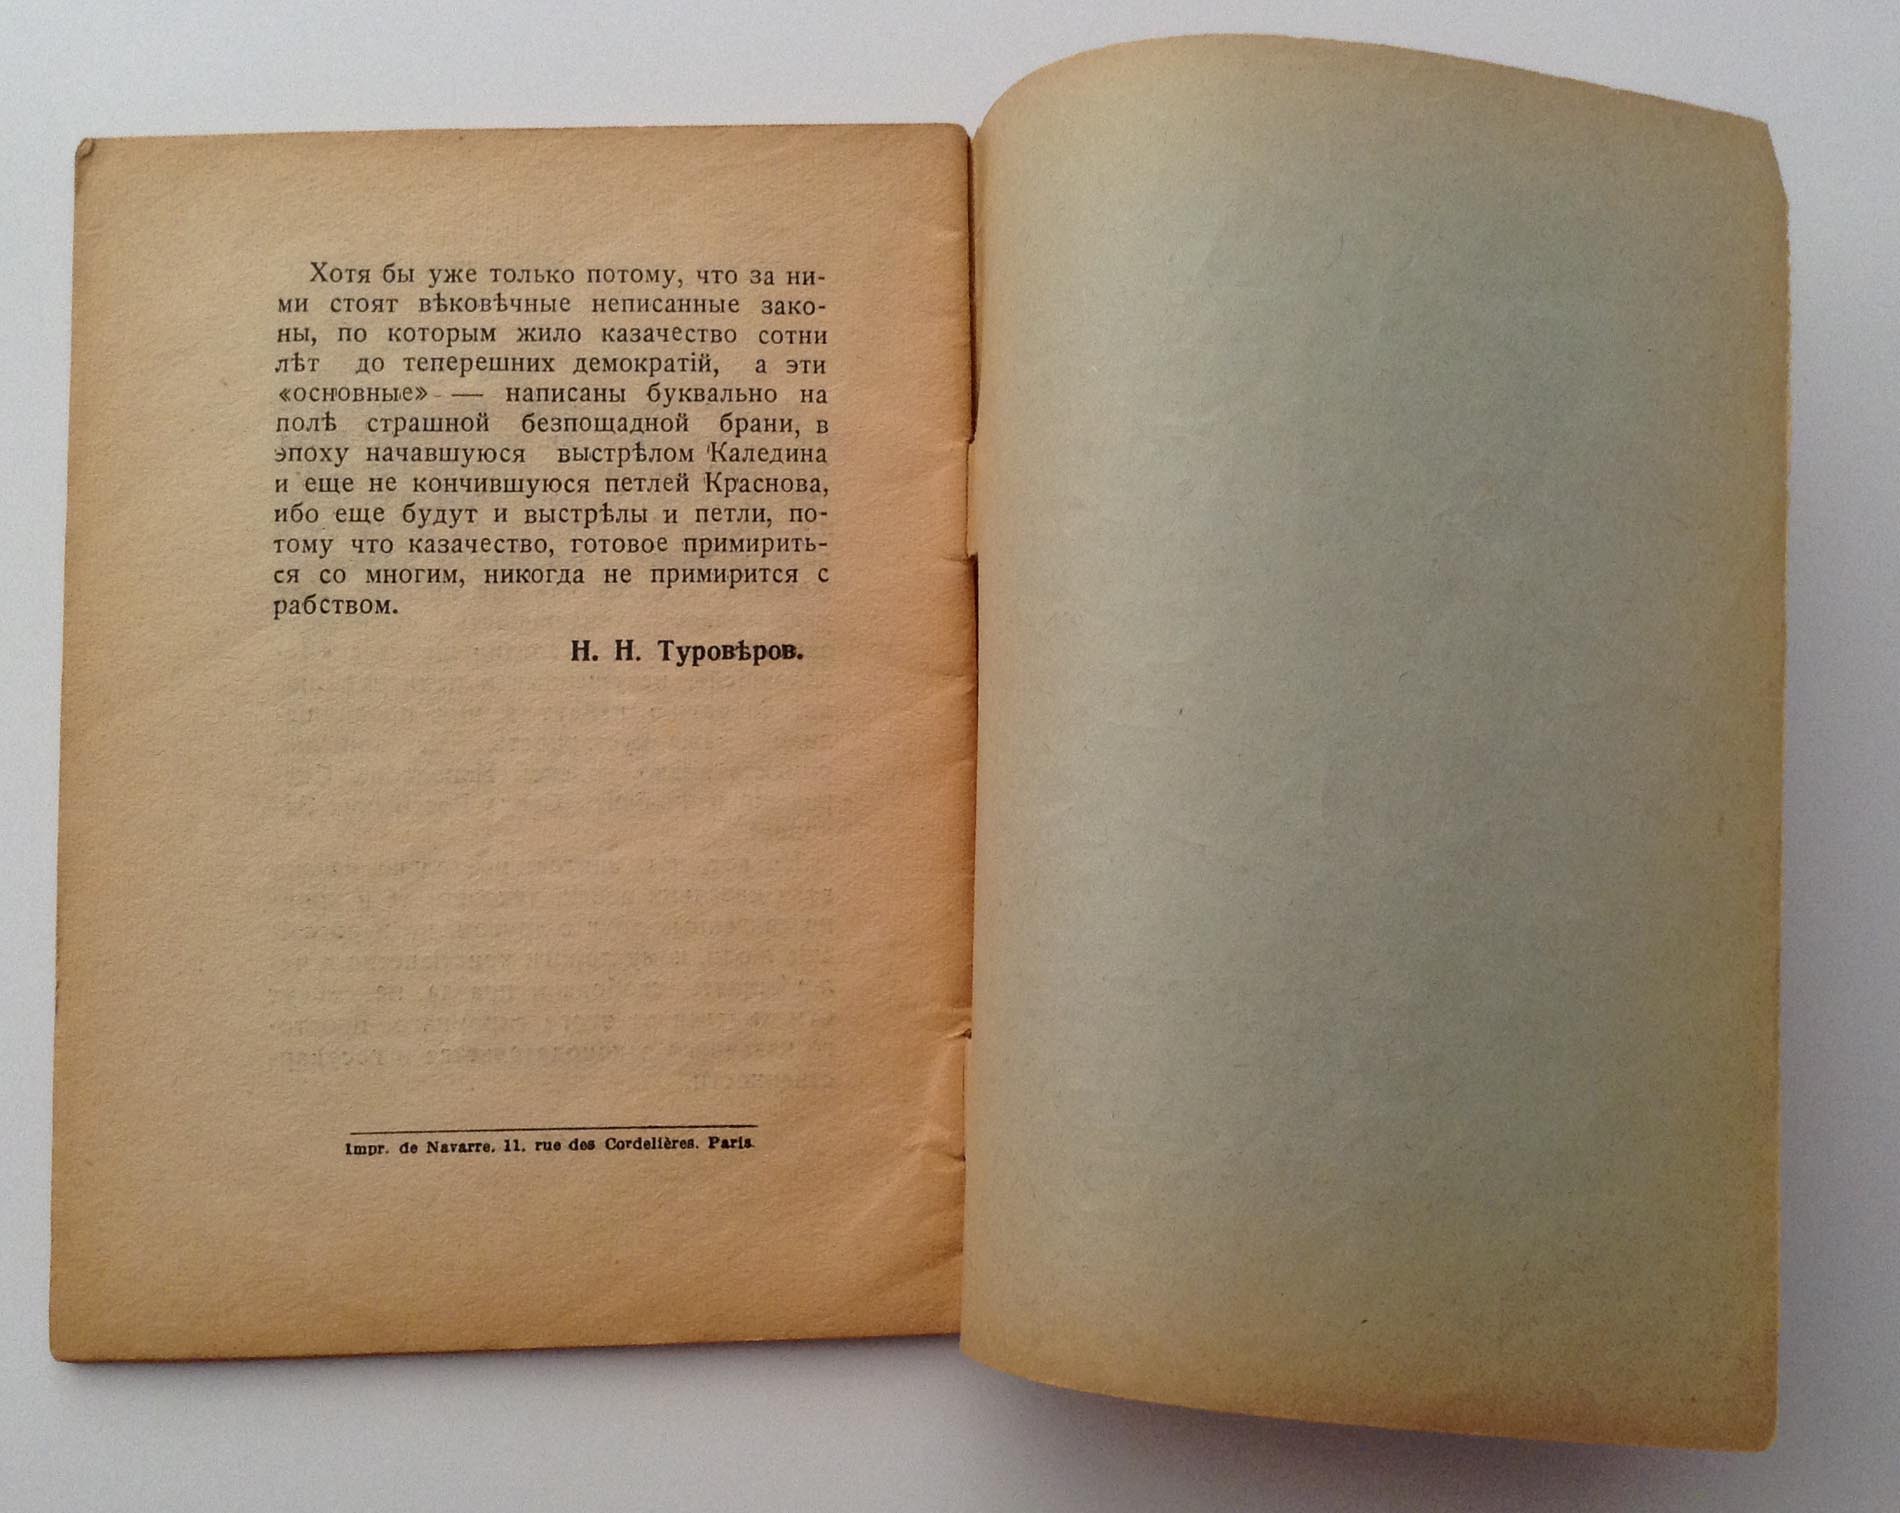 Хотя бы уже только потому, что за ни-
ми стоят вѣковѣчные неписанные зако-
ны, по которым жило казачество сотни
лѣт до теперешних демократій, а эти
«основные» — написаны буквально на
полѣ страшной безпощадной брани, в
эпоху начавшуюся выстрѣлом Каледина
и еще не кончившуюся петлей Краснова,
ибо еще будут и выстрѣлы и петли, по-
тому что казачество, готовое примирить-
ся со многим, никогда не примирится с
рабством.
Н. Н. Туровѣров.
Impr. de Navarre. 11. rue des Cordelières. Paris.